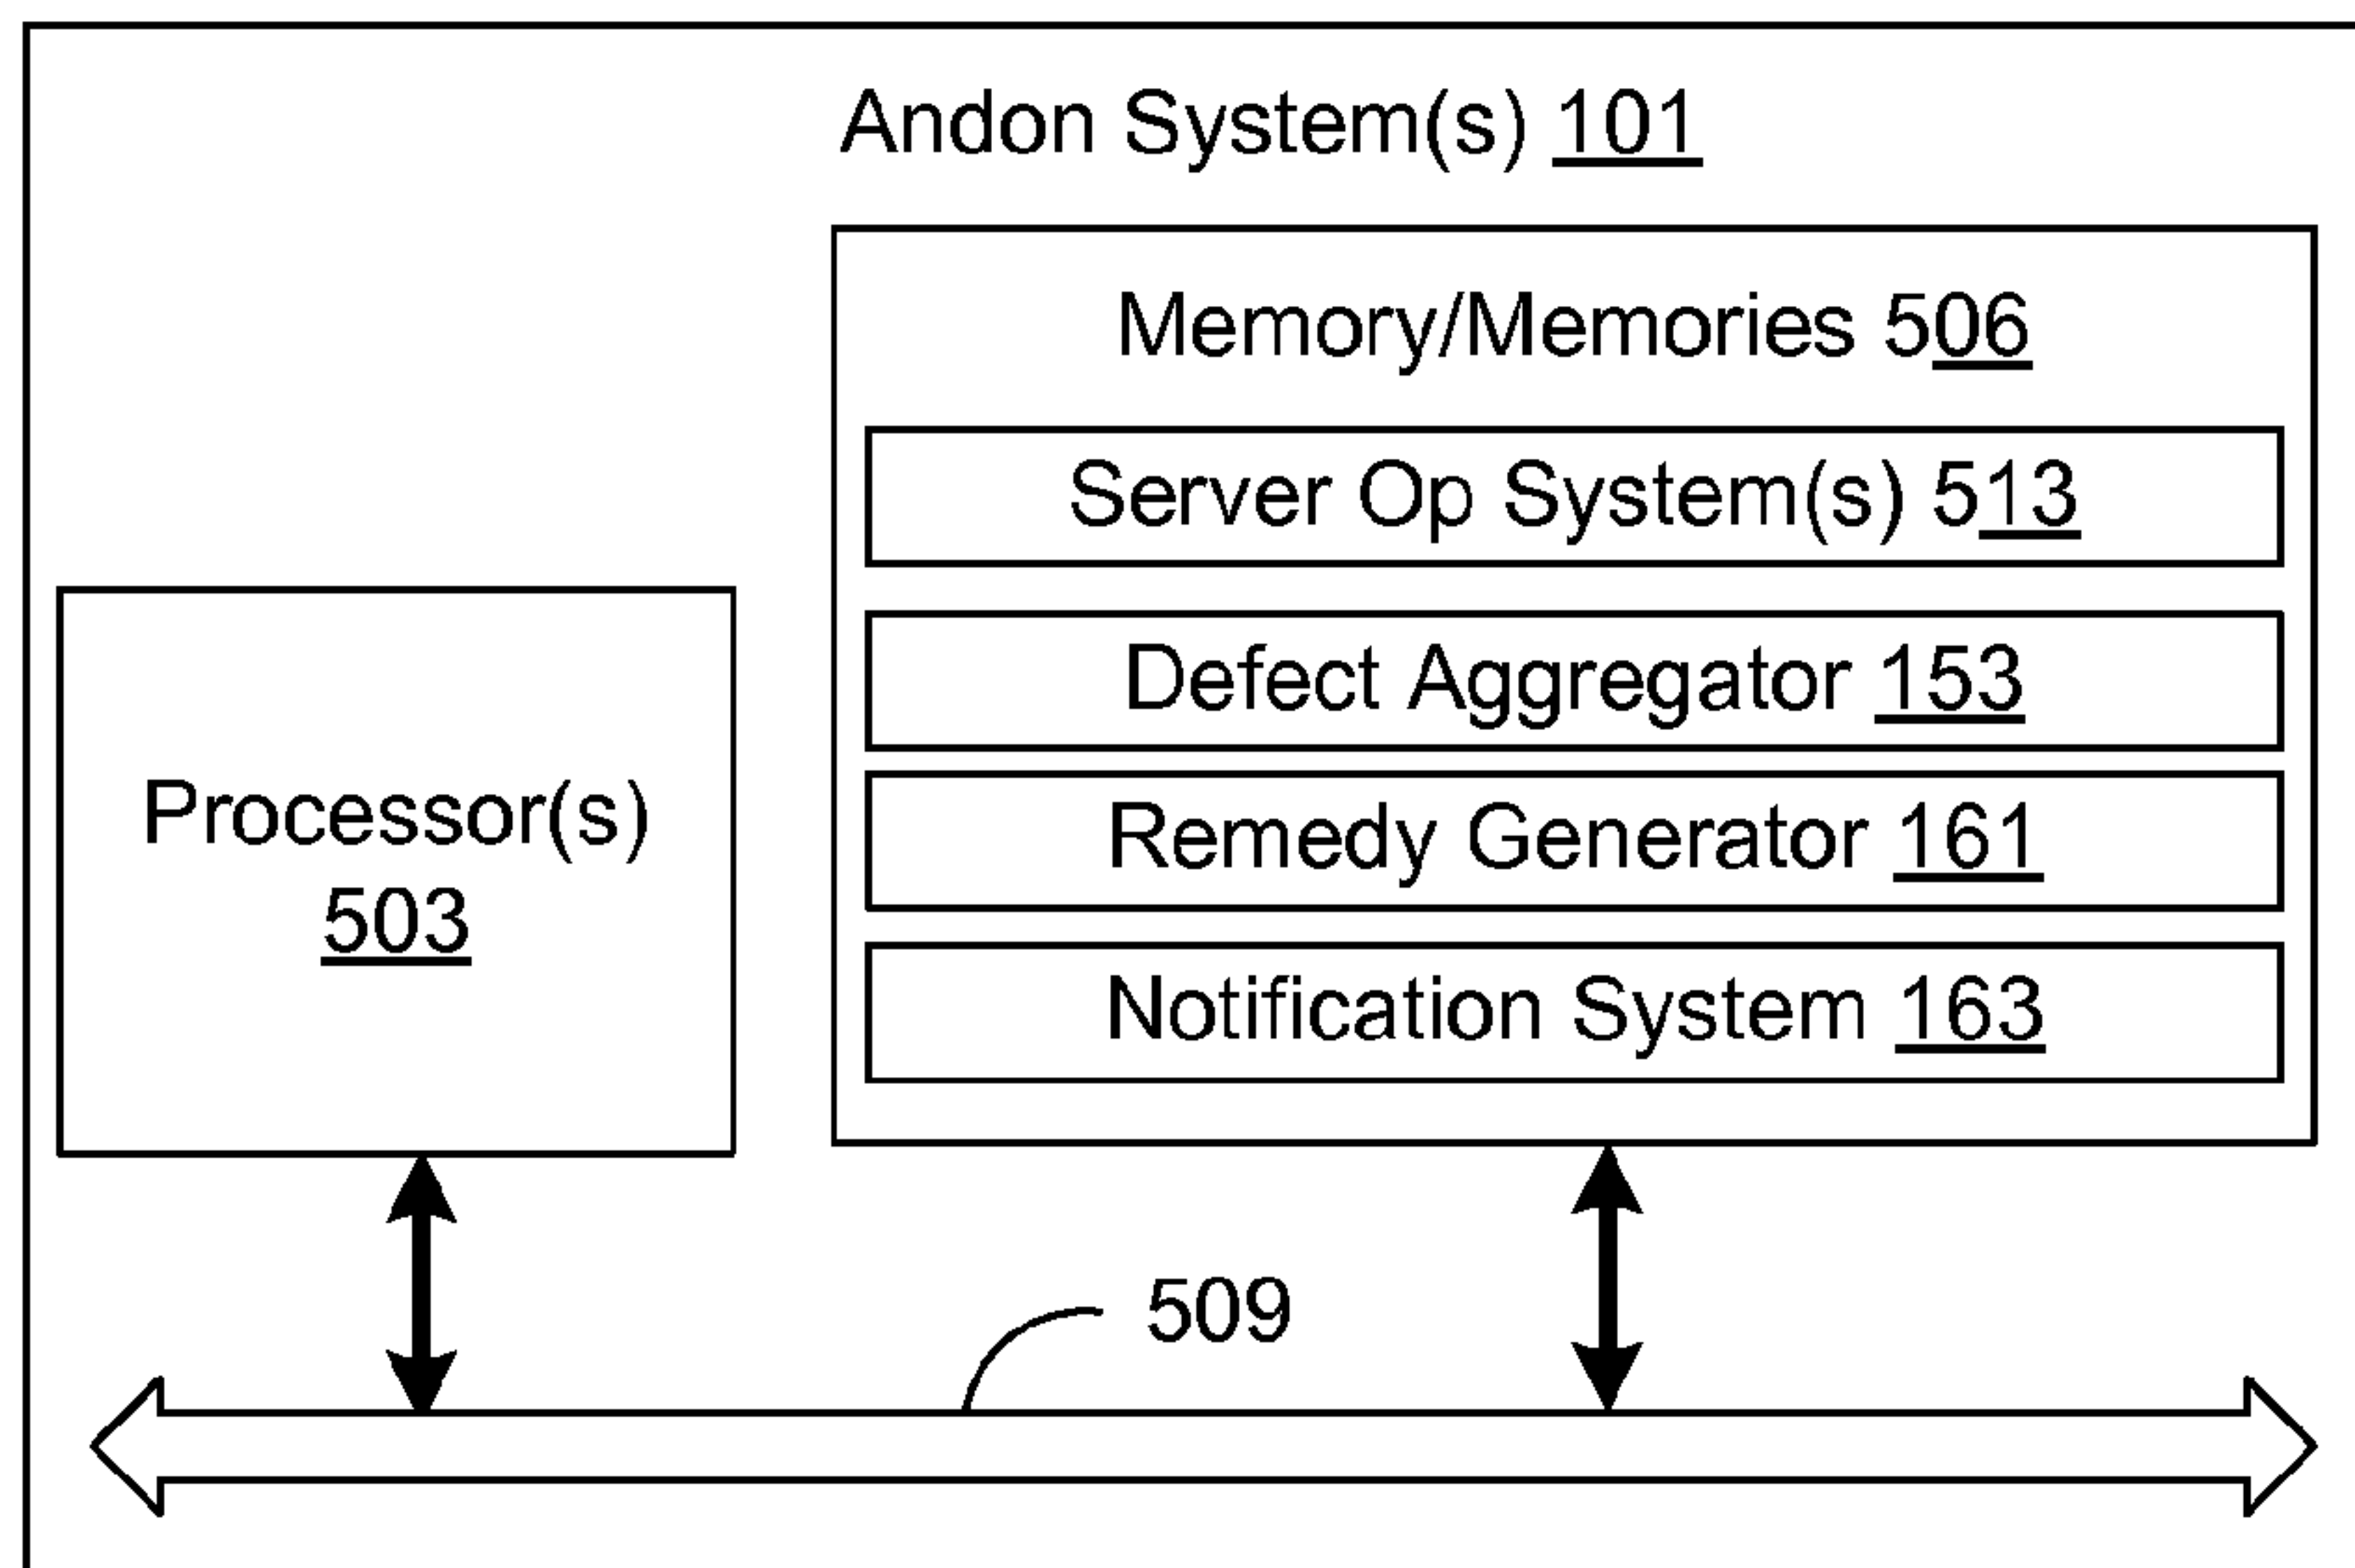 Andon System(s) 101
Memory/Memories 506
Server Op System(s) 513
Defect Aggregator 153
Remedy Generator 161
Notification System 163
Processor(s)
503
509